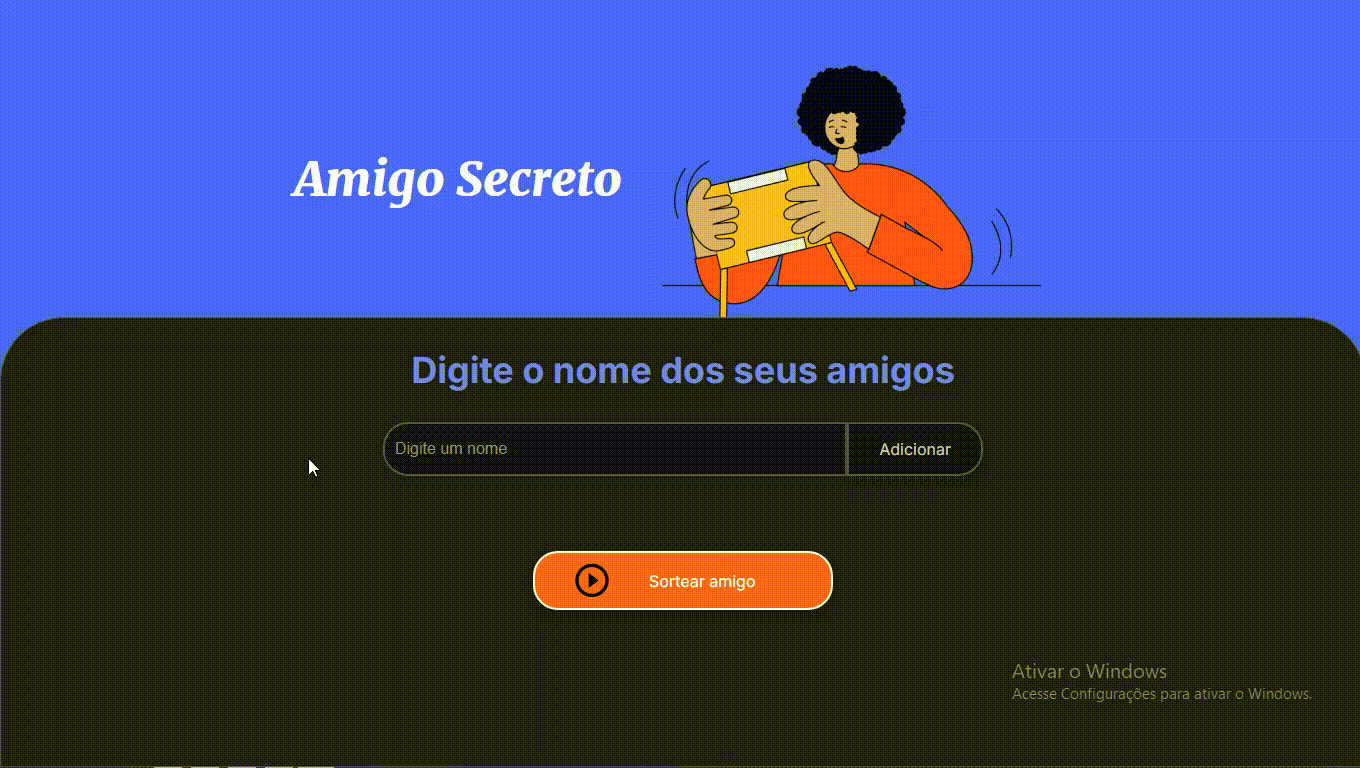 Amigo Secreto
Digite o nome dos seus amigos
Digite um nome
Adicionar
Sortear amigo
Ativar o Windows
Acesse Configurações para ativar o Windows.